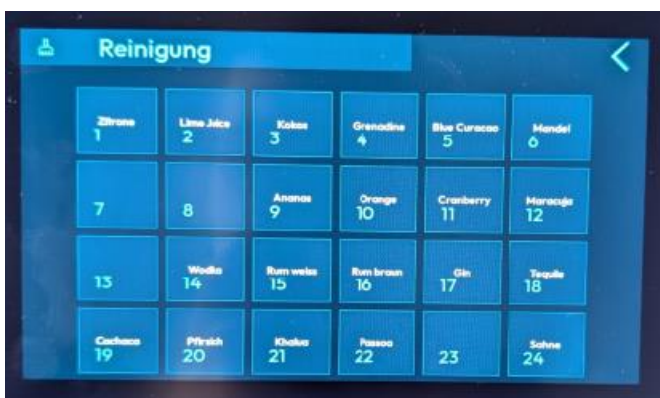 Reinigung
Zitrone
1
Lime Juice
2
Kokos
3
Grenadine
4
Blue Curacao
5
Mandel
6
7
8
Ananas
9
Orange
10
Cranberry
11
Maracuja
12
13
Wodka
14
Rum weiss
15
Rum braun
16
Gin
17
Tequila
18
Cachaca
19
Pfirsich
20
Khalua
21
Passoa
22
23
Sahne
24